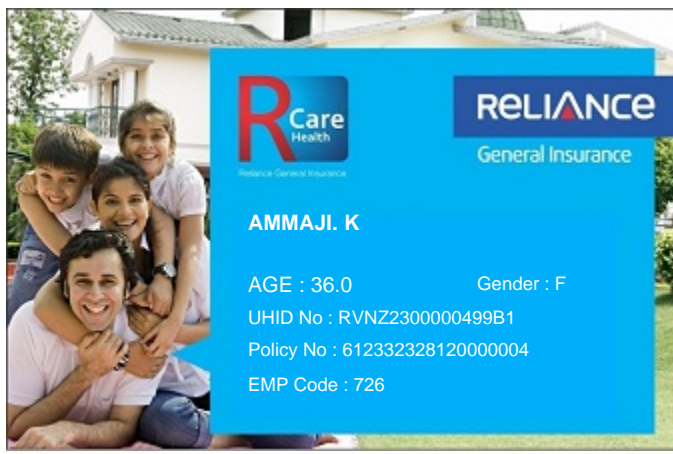 RCare
Health
Reliance General Insurance
RELIANCE
General Insurance
AMMAJI. K
AGE : 36.0 Gender : F
UHID No : RVNZ2300000499B1
Policy No : 612332328120000004
EMP Code : 726